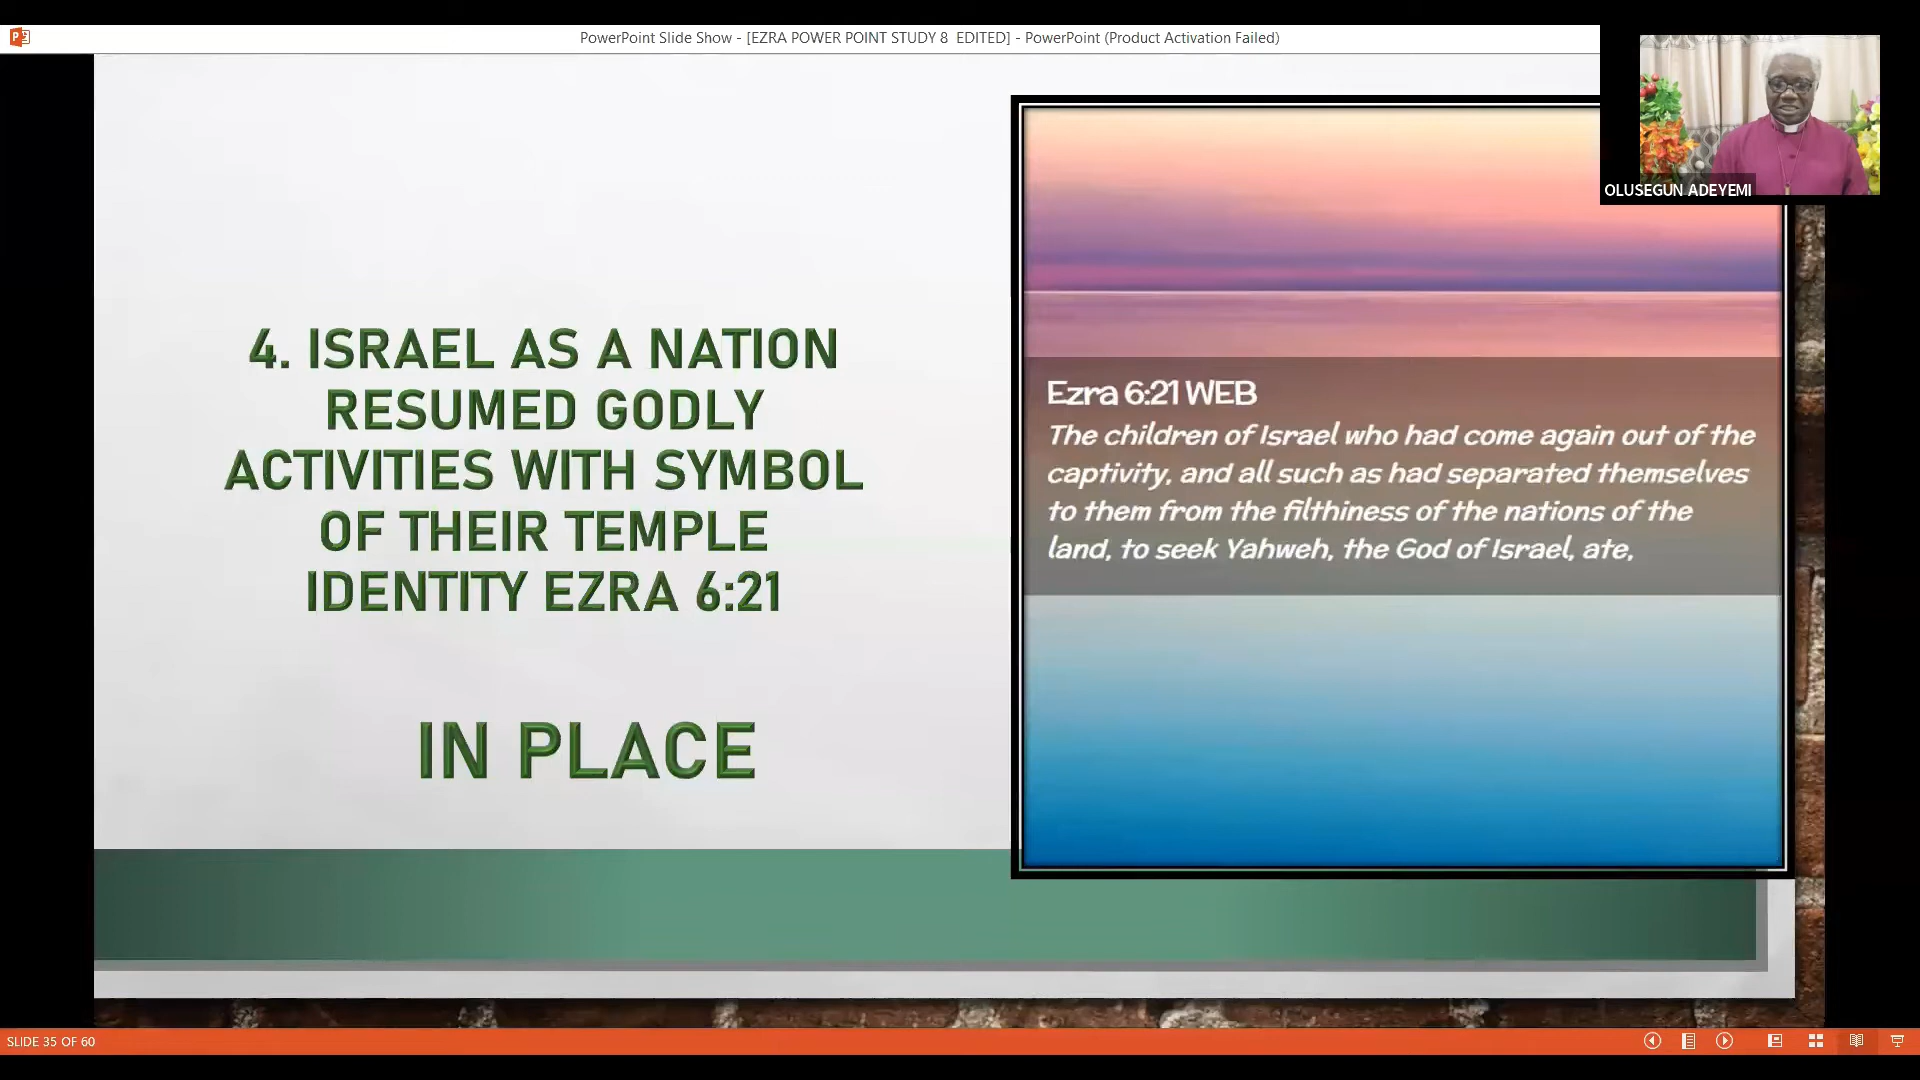 PowerPoint Slide Show - [EZRA POWER POINT STUDY 8  EDITED] - PowerPoint (Product Activation Failed)
OLUSEGUN ADEYEMI
4. ISRAEL AS A NATION
RESUMED GODLY
ACTIVITIES WITH SYMBOL
OF THEIR TEMPLE
IDENTITY EZRA 6:21
IN PLACE
Ezra 6:21 WEB
The children of Israel who had come again out of the
captivity, and all such as had separated themselves
to them from the filthiness of the nations of the
land, to seek Yahweh, the God of Israel, ate,
SLIDE 35 OF 60